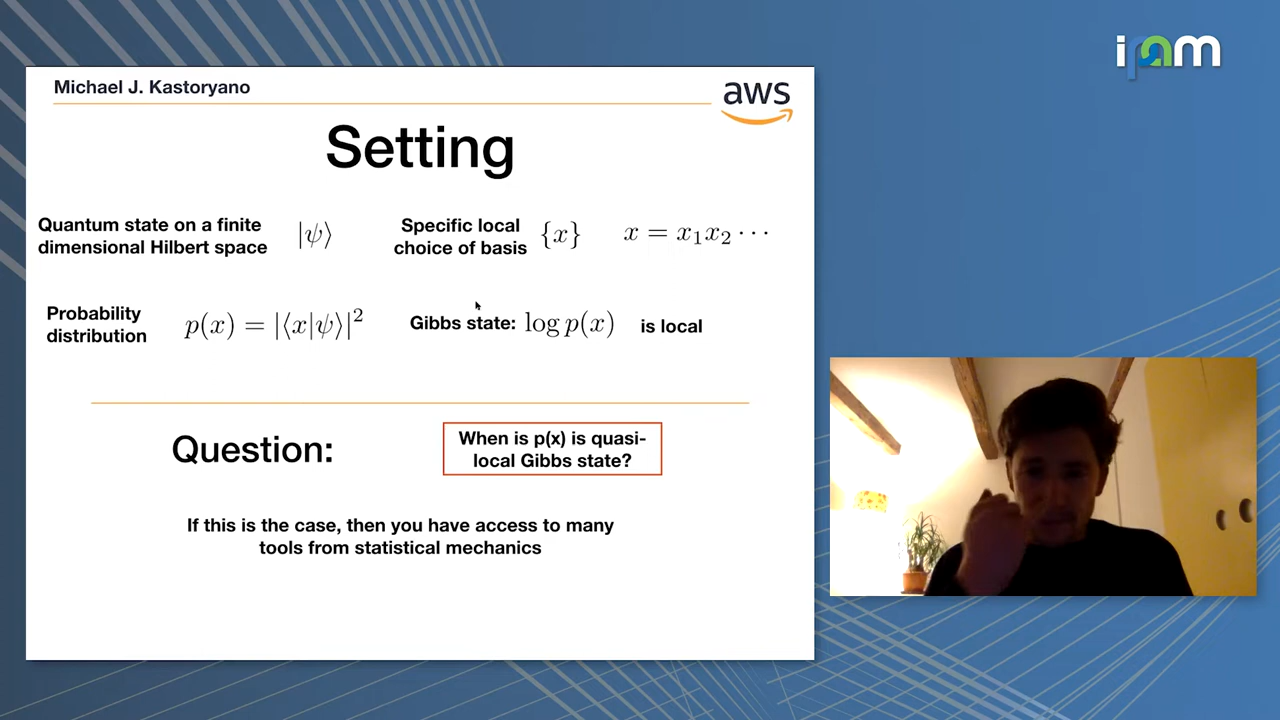 ipam
Michael J. Kastoryano
aws
Setting
Quantum state on a finite
dimensional Hilbert space
|ψ⟩
Specific local
choice of basis
{x}
x = x₁x₂ ⋯
Probability
distribution
p(x) = |⟨x|ψ⟩|²
Gibbs state: log p(x) is local
Question:
When is p(x) is quasi-
local Gibbs state?
If this is the case, then you have access to many
tools from statistical mechanics